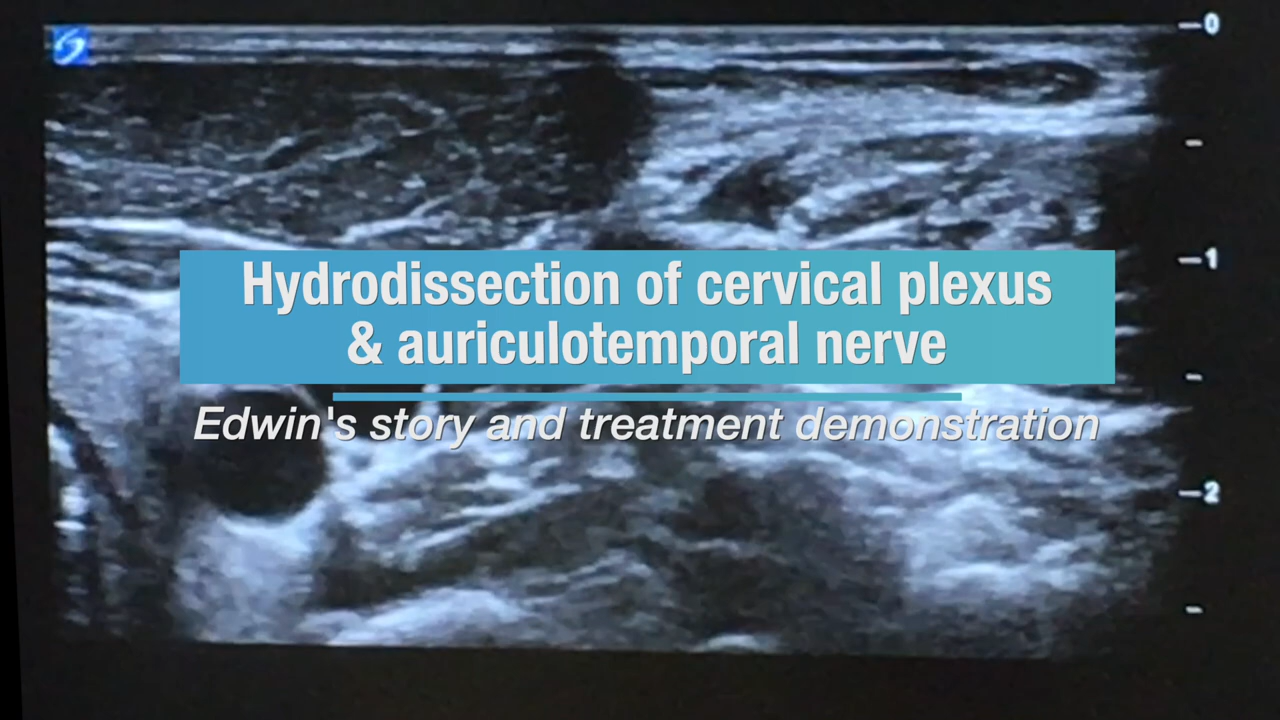 0
Hydrodissection of cervical plexus
1
& auriculotemporal nerve
Edwin's story and treatment demonstration
2